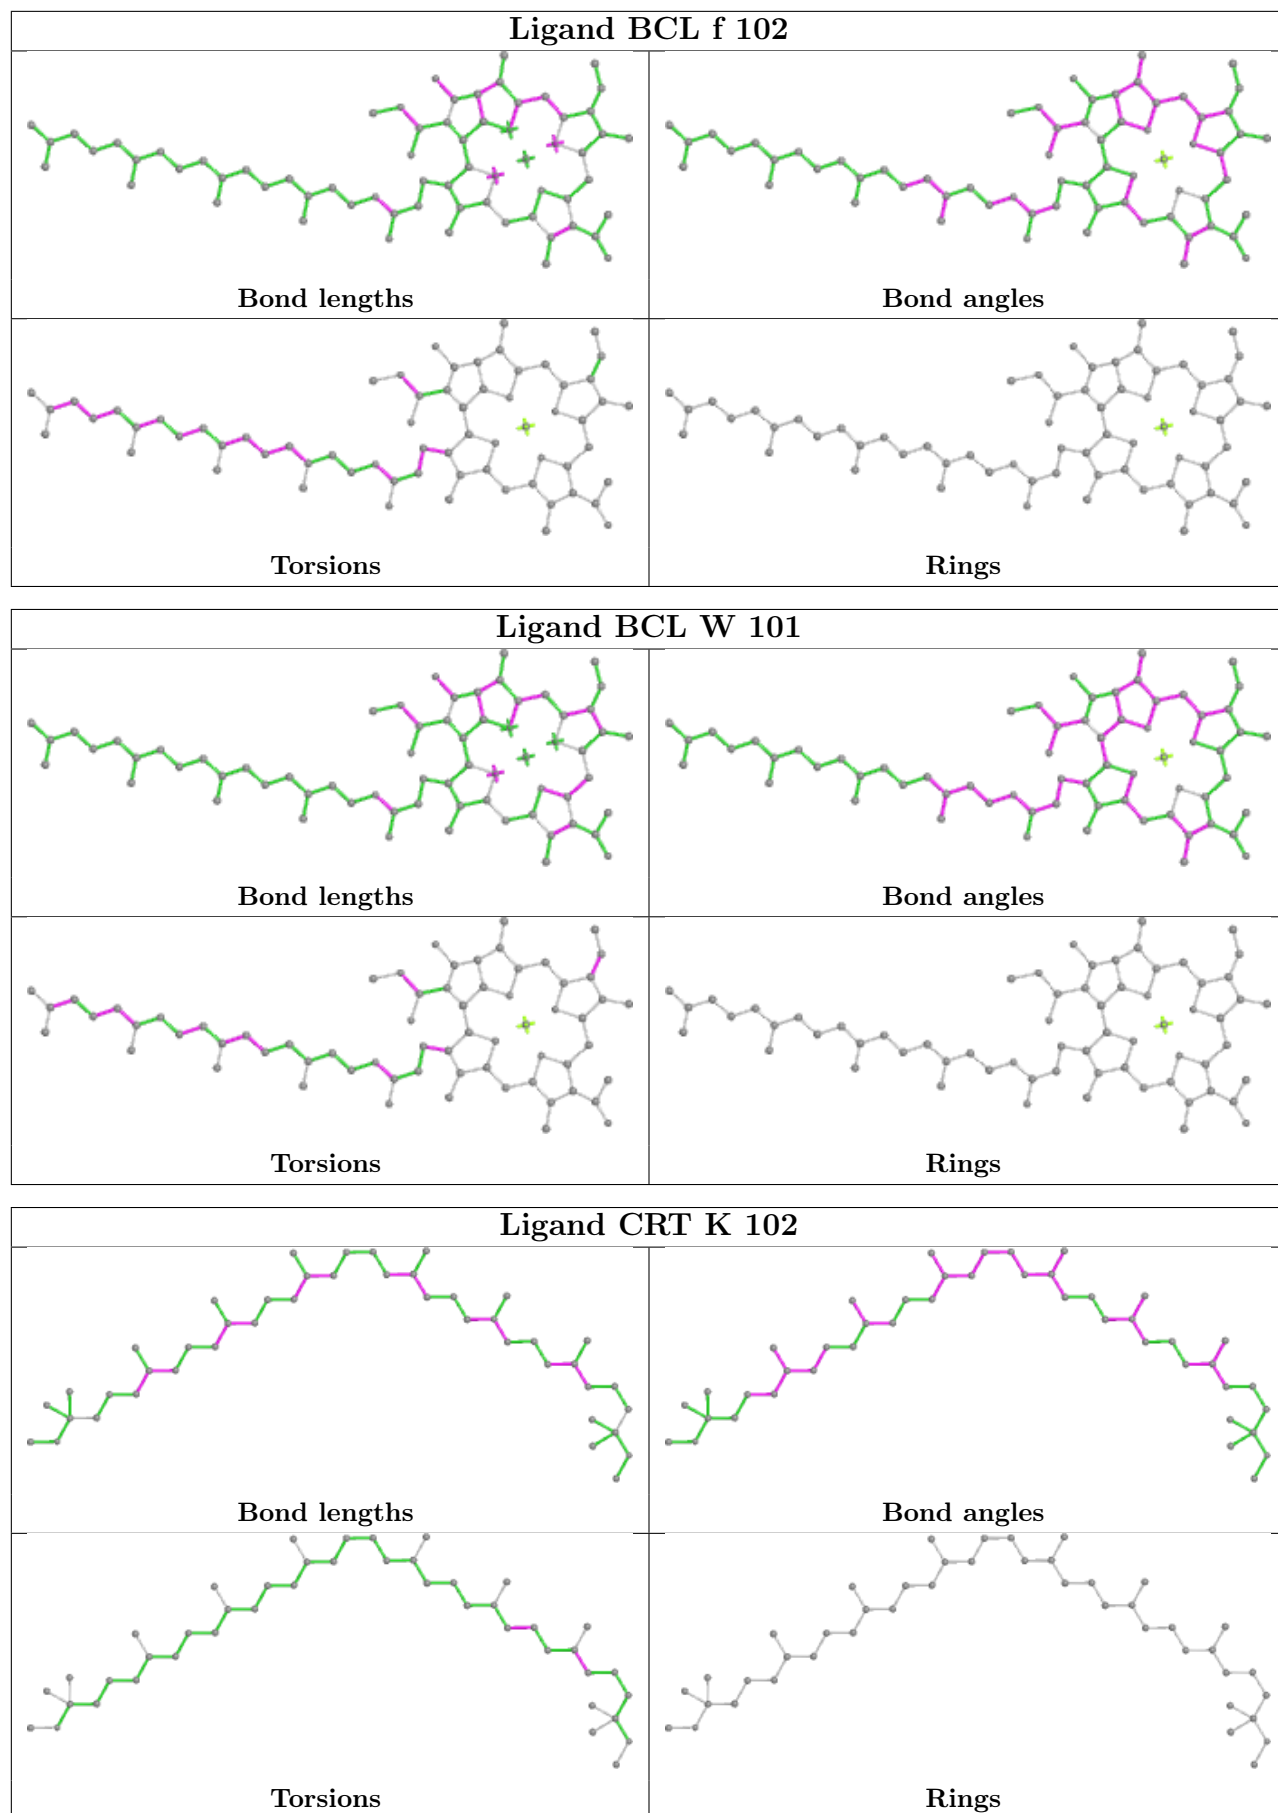 Ligand BCL f 102
Bond lengths
Bond angles
Torsions
Rings
Ligand BCL W 101
Bond lengths
Bond angles
Torsions
Rings
Ligand CRT K 102
Bond lengths
Bond angles
Torsions
Rings